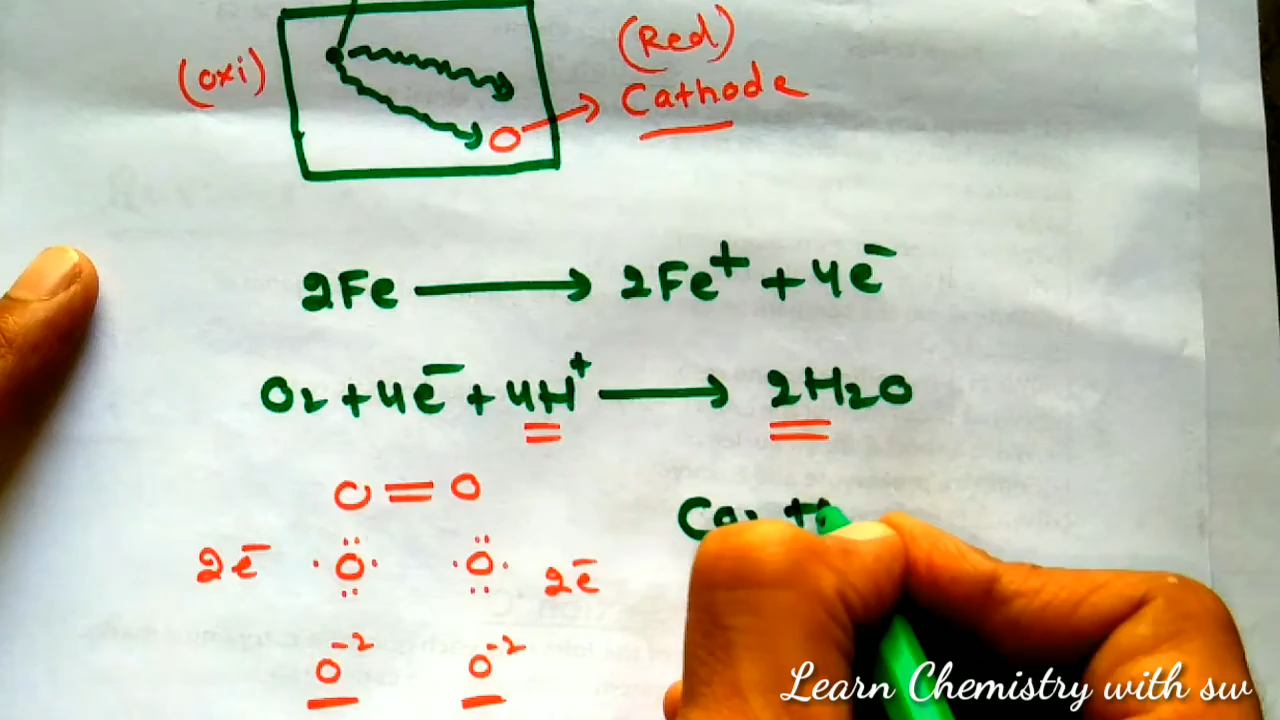 (oxi)
(Red)
Cathode
2Fe ⟶ 2Fe⁺ + 4e⁻
O₂ + 4e⁻ + 4H⁺ ⟶ 2H₂O
O = O
2e⁻ O O 2e⁻
O⁻² O⁻²
Learn Chemistry with sw